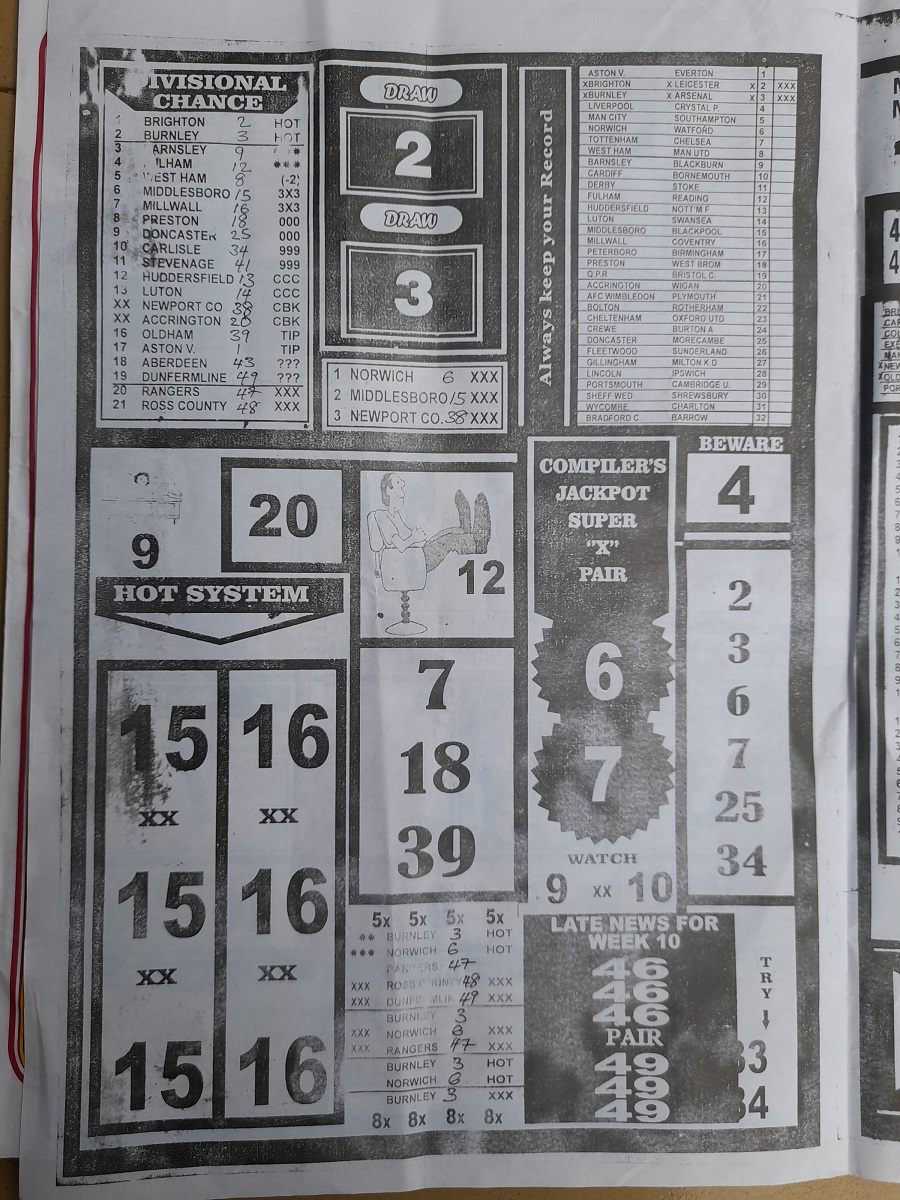 DIVISIONAL
CHANCE
1 BRIGHTON 2 HOT
2 BURNLEY 3 HOT
3 ARNSLEY 9 ***
4 ULHAM 12 ***
5 WEST HAM 8 (-2)
6 MIDDLESBORO 15 3X3
7 MILLWALL 16 3X3
8 PRESTON 18 000
9 DONCASTER 25 000
10 CARLISLE 34 999
11 STEVENAGE 41 999
12 HUDDERSFIELD 13 CCC
13 LUTON 14 CCC
XX NEWPORT CO 38 CBK
XX ACCRINGTON 20 CBK
16 OLDHAM 39 TIP
17 ASTON V. 1 TIP
18 ABERDEEN 43 ???
19 DUNFERMLINE 49 ???
20 RANGERS 47 XXX
21 ROSS COUNTY 48 XXX
DRAW
2
DRAW
3
1 NORWICH 6 XXX
2 MIDDLESBORO 15 XXX
3 NEWPORT CO. 38 XXX
Always keep your Record
ASTON V. EVERTON 1
XBRIGHTON X LEICESTER X 2 XXX
XBURNLEY X ARSENAL X 3 XXX
LIVERPOOL CRYSTAL P. 4
MAN CITY SOUTHAMPTON 5
NORWICH WATFORD 6
TOTTENHAM CHELSEA 7
WEST HAM MAN UTD 8
BARNSLEY BLACKBURN 9
CARDIFF BORNEMOUTH 10
DERBY STOKE 11
FULHAM READING 12
HUDDERSFIELD NOTT'M F 13
LUTON SWANSEA 14
MIDDLESBORO BLACKPOOL 15
MILLWALL COVENTRY 16
PETERBORO BIRMINGHAM 17
PRESTON WEST BROM 18
Q.P.R BRISTOL C. 19
ACCRINGTON WIGAN 20
AFC WIMBLEDON PLYMOUTH 21
BOLTON ROTHERHAM 22
CHELTENHAM OXFORD UTD 23
CREWE BURTON A 24
DONCASTER MORECAMBE 25
FLEETWOOD SUNDERLAND 26
GILLINGHAM MILTON K D 27
LINCOLN IPSWICH 28
PORTSMOUTH CAMBRIDGE U. 29
SHEFF WED SHREWSBURY 30
WYCOMBE CHARLTON 31
BRADFORD C. BARROW 32
9
20
12
HOT SYSTEM
15 16
XX XX
15 16
XX XX
15 16
7
18
39
5x 5x 5x 5x
** BURNLEY 3 HOT
*** NORWICH 6 HOT
RANGERS 47
XXX ROSS COUNTY 48 XXX
XXX DUNFERMLIN 49 XXX
BURNLEY 3
XXX NORWICH 6 XXX
XXX RANGERS 47 XXX
BURNLEY 3 HOT
NORWICH 6 HOT
BURNLEY 3 XXX
8x 8x 8x 8x
COMPILER'S
JACKPOT
SUPER
"X"
PAIR
6
7
WATCH
9 XX 10
BEWARE
4
2
3
6
7
25
34
LATE NEWS FOR
WEEK 10
46
46
46
PAIR
49
49
49
TRY
33
34